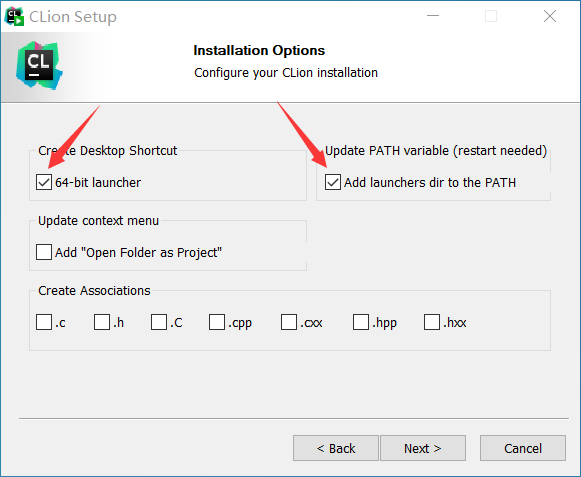 CL
CLion Setup
CL
Installation Options
Configure your CLion installation
Create Desktop Shortcut
Update PATH variable (restart needed)
64-bit launcher
Add launchers dir to the PATH
Update context menu
Add "Open Folder as Project"
Create Associations
.c .h .C .cpp .cxx .hpp .hxx
< Back Next > Cancel